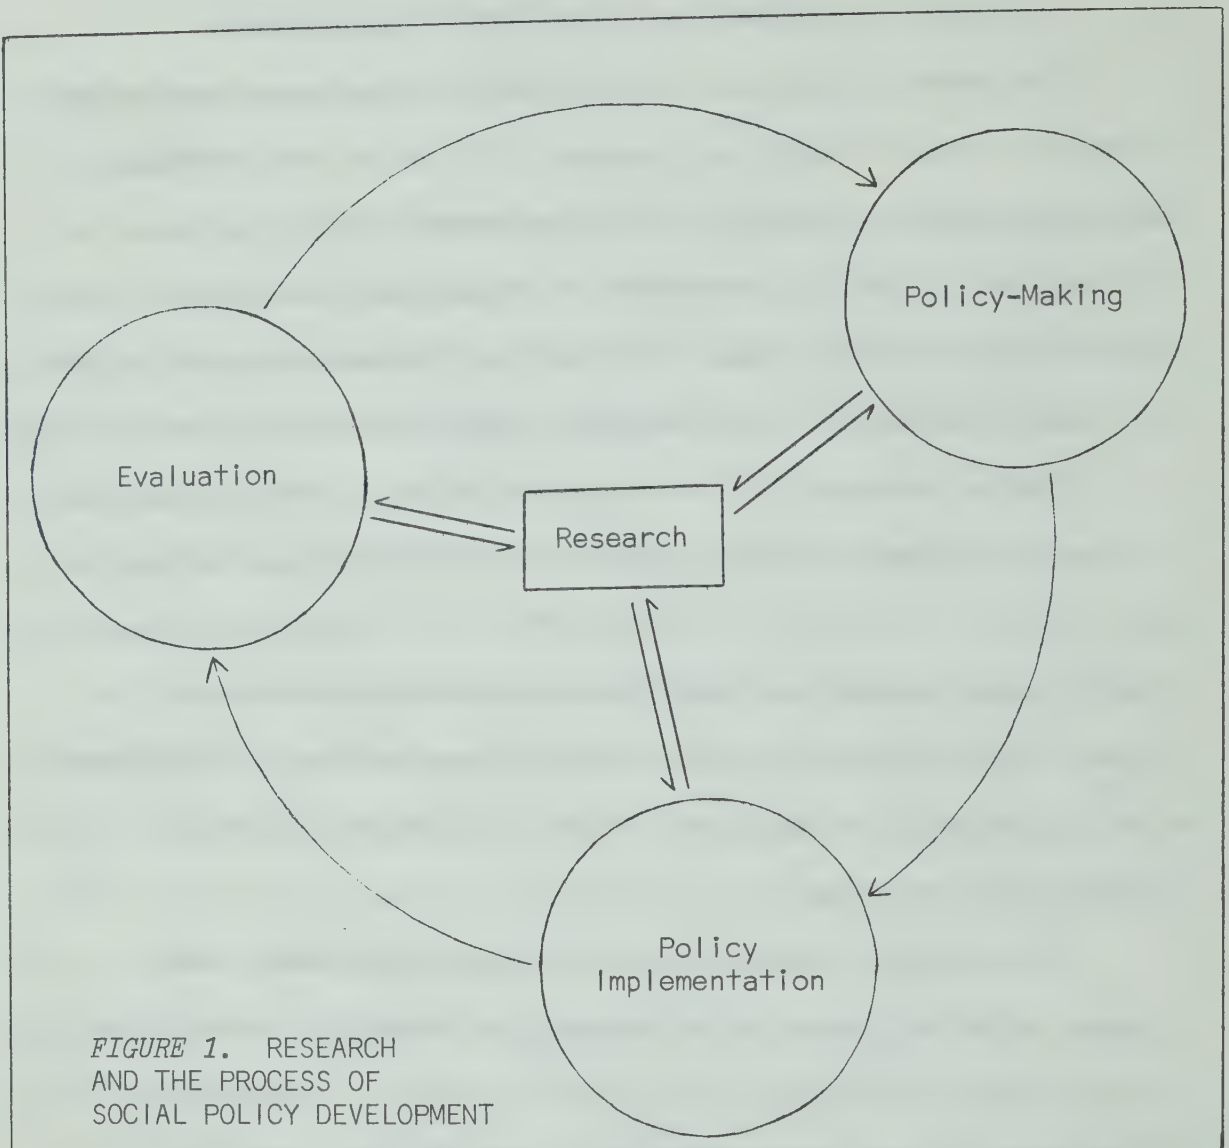 Policy-Making
Evaluation
Research
Policy
Implementation
FIGURE 1. RESEARCH
AND THE PROCESS OF
SOCIAL POLICY DEVELOPMENT